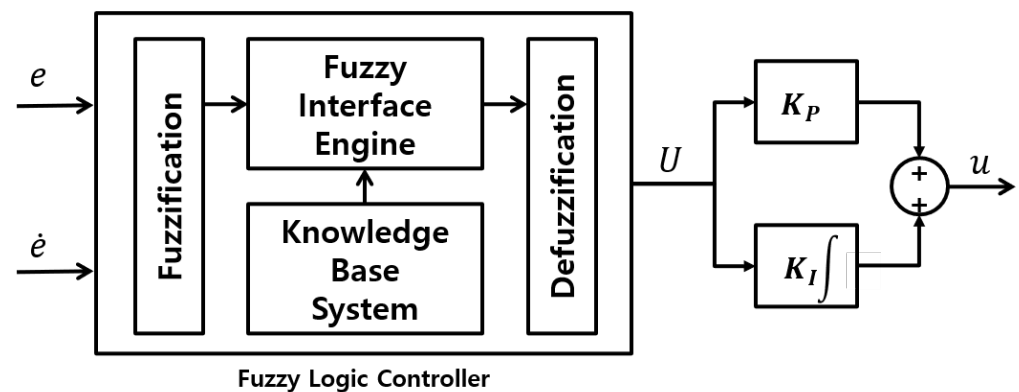 e
ė
Fuzzification
Fuzzy
Interface
Engine
Knowledge
Base
System
Defuzzification
Fuzzy Logic Controller
U
K_P
K_I ∫
+
+
u